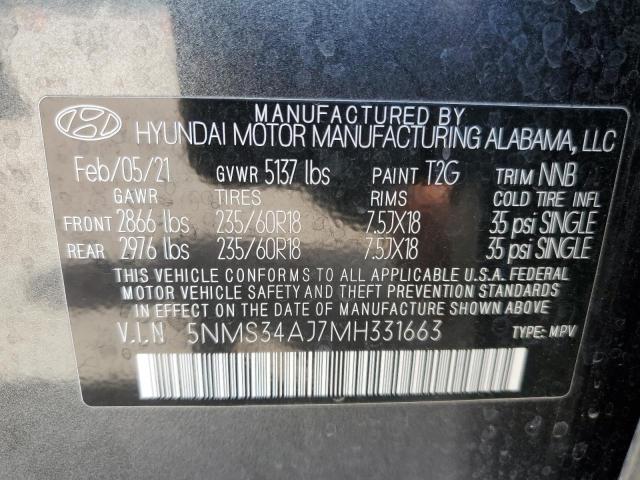 MANUFACTURED BY
HYUNDAI MOTOR MANUFACTURING ALABAMA, LLC
Feb/05/21 GVWR 5137 lbs PAINT T2G TRIM NNB
GAWR TIRES RIMS COLD TIRE INFL
FRONT 2866 lbs 235/60R18 7.5JX18 35 psi SINGLE
REAR 2976 lbs 235/60R18 7.5JX18 35 psi SINGLE
THIS VEHICLE CONFORMS TO ALL APPLICABLE U.S.A. FEDERAL
MOTOR VEHICLE SAFETY AND THEFT PREVENTION STANDARDS
IN EFFECT ON THE DATE OF MANUFACTURE SHOWN ABOVE
V.I.N 5NMS34AJ7MH331663 TYPE: MPV